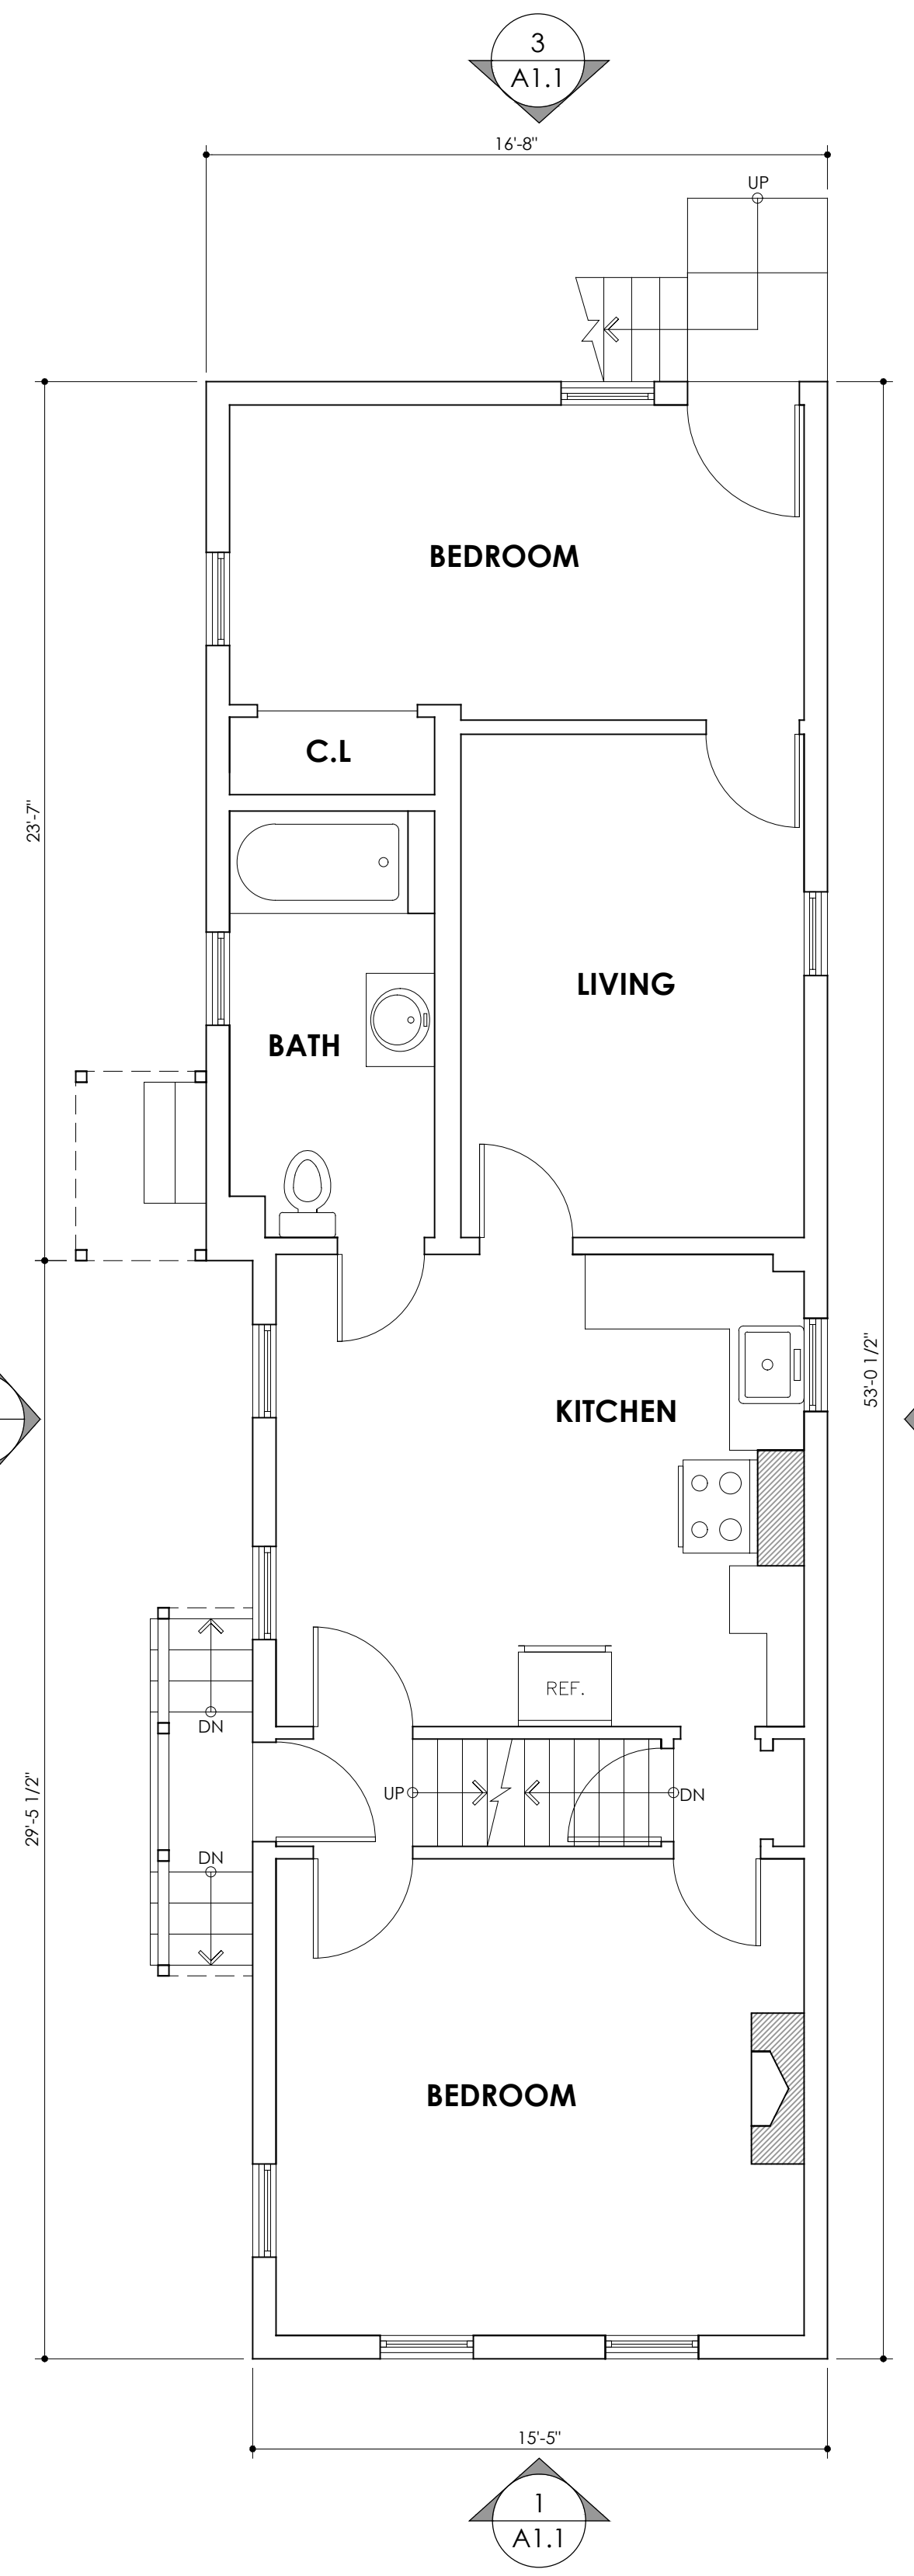 3
A1.1
16'-8"
UP
BEDROOM
C.L
23'-7"
LIVING
BATH
KITCHEN
53'-0 1/2"
REF.
DN
UP
DN
29'-5 1/2"
DN
BEDROOM
15'-5"
1
A1.1